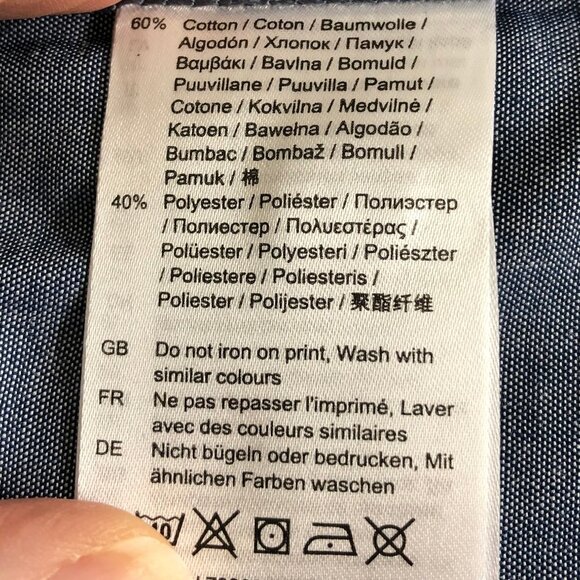 60% Cotton / Coton / Baumwolle /
Algodón / Хлопок / Памук /
Βαμβάκι / Bavlna / Bomuld /
Puuvillane / Puuvilla / Pamut /
Cotone / Kokvilna / Medvilnė /
Katoen / Bawełna / Algodão /
Bumbac / Bombaž / Bomull /
Pamuk / 棉
40% Polyester / Poliéster / Полиэстер
/ Полиестер / Πολυεστέρας /
Polüester / Polyesteri / Poliészter
/ Poliestere / Poliesteris /
Poliester / Polijester / 聚酯纤维
GB Do not iron on print, Wash with
similar colours
FR Ne pas repasser l'imprimé, Laver
avec des couleurs similaires
DE Nicht bügeln oder bedrucken, Mit
ähnlichen Farben waschen